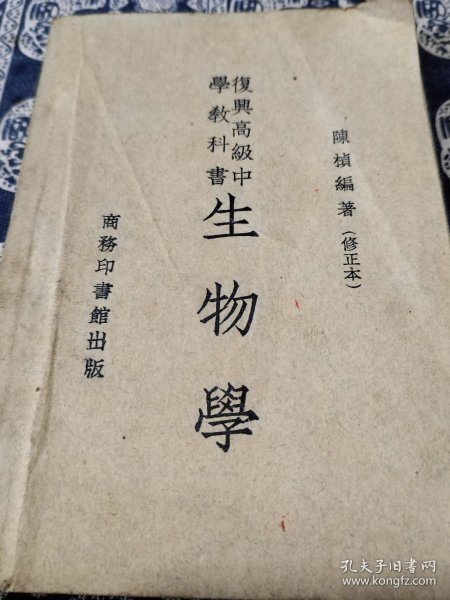 陳楨編著(修正本)
復興高級中
學教科書
生物學
商務印書館出版
孔夫子旧书网
www.kongfz.com